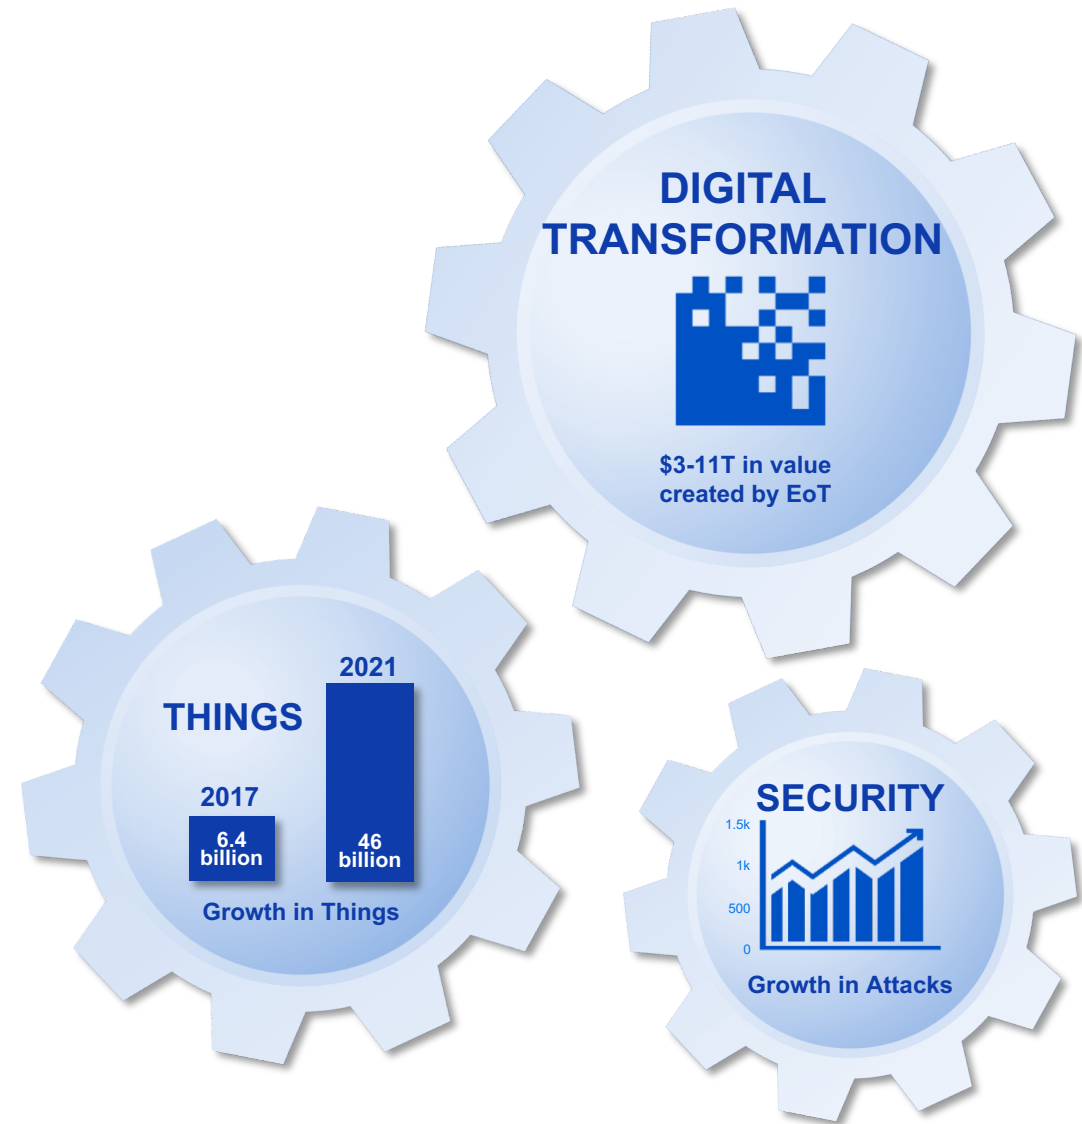 DIGITAL
TRANSFORMATION
$3-11T in value
created by EoT
2021
THINGS
2017
6.4
billion
46
billion
Growth in Things
SECURITY
1.5k
1k
500
0
Growth in Attacks